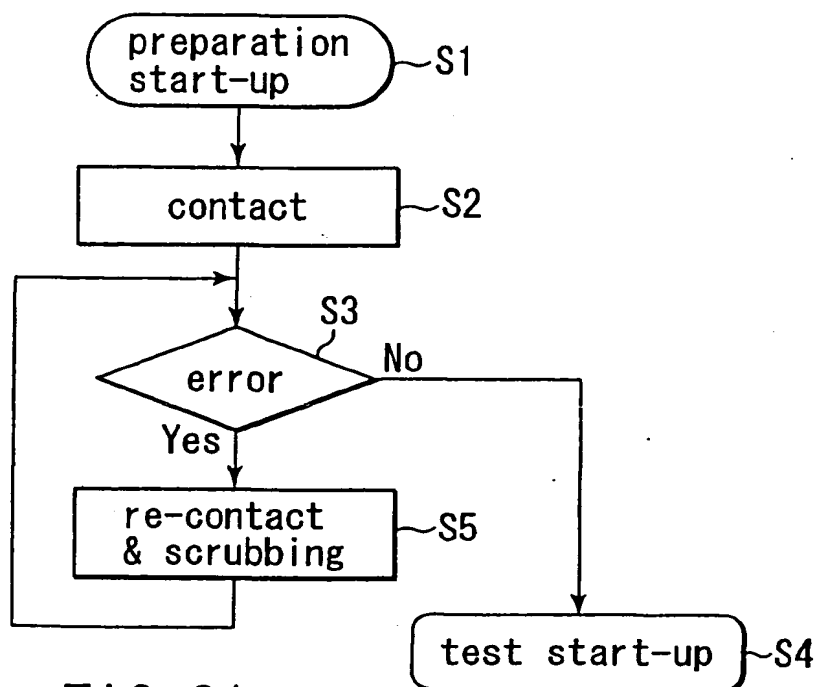 preparation
start-up
S1
contact
S2
S3
error
No
Yes
re-contact
& scrubbing
S5
test start-up
S4